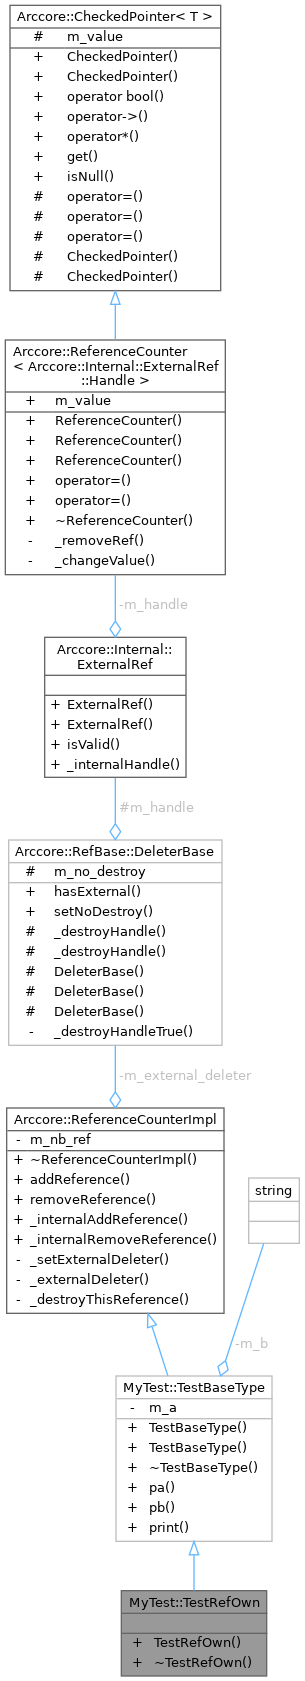 Arccore::CheckedPointer< T >
# m_value
+ CheckedPointer()
+ CheckedPointer()
+ operator bool()
+ operator->()
+ operator*()
+ get()
+ isNull()
# operator=()
# operator=()
# operator=()
# CheckedPointer()
# CheckedPointer()
Arccore::ReferenceCounter
< Arccore::Internal::ExternalRef
::Handle >
+ m_value
+ ReferenceCounter()
+ ReferenceCounter()
+ ReferenceCounter()
+ operator=()
+ operator=()
+ ~ReferenceCounter()
- _removeRef()
- _changeValue()
-m_handle
Arccore::Internal::
ExternalRef
+ ExternalRef()
+ ExternalRef()
+ isValid()
+ _internalHandle()
#m_handle
Arccore::RefBase::DeleterBase
# m_no_destroy
+ hasExternal()
+ setNoDestroy()
# _destroyHandle()
# _destroyHandle()
# DeleterBase()
# DeleterBase()
# DeleterBase()
- _destroyHandleTrue()
-m_external_deleter
Arccore::ReferenceCounterImpl
- m_nb_ref
+ ~ReferenceCounterImpl()
+ addReference()
+ removeReference()
+ _internalAddReference()
+ _internalRemoveReference()
- _setExternalDeleter()
- _externalDeleter()
- _destroyThisReference()
string
-m_b
MyTest::TestBaseType
- m_a
+ TestBaseType()
+ TestBaseType()
+ ~TestBaseType()
+ pa()
+ pb()
+ print()
MyTest::TestRefOwn
+ TestRefOwn()
+ ~TestRefOwn()